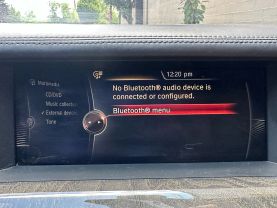 12:20 pm
Multimedia
CD/DVD
Music collection
External devices
Tone
No Bluetooth® audio device is
connected or configured.
Bluetooth® menu